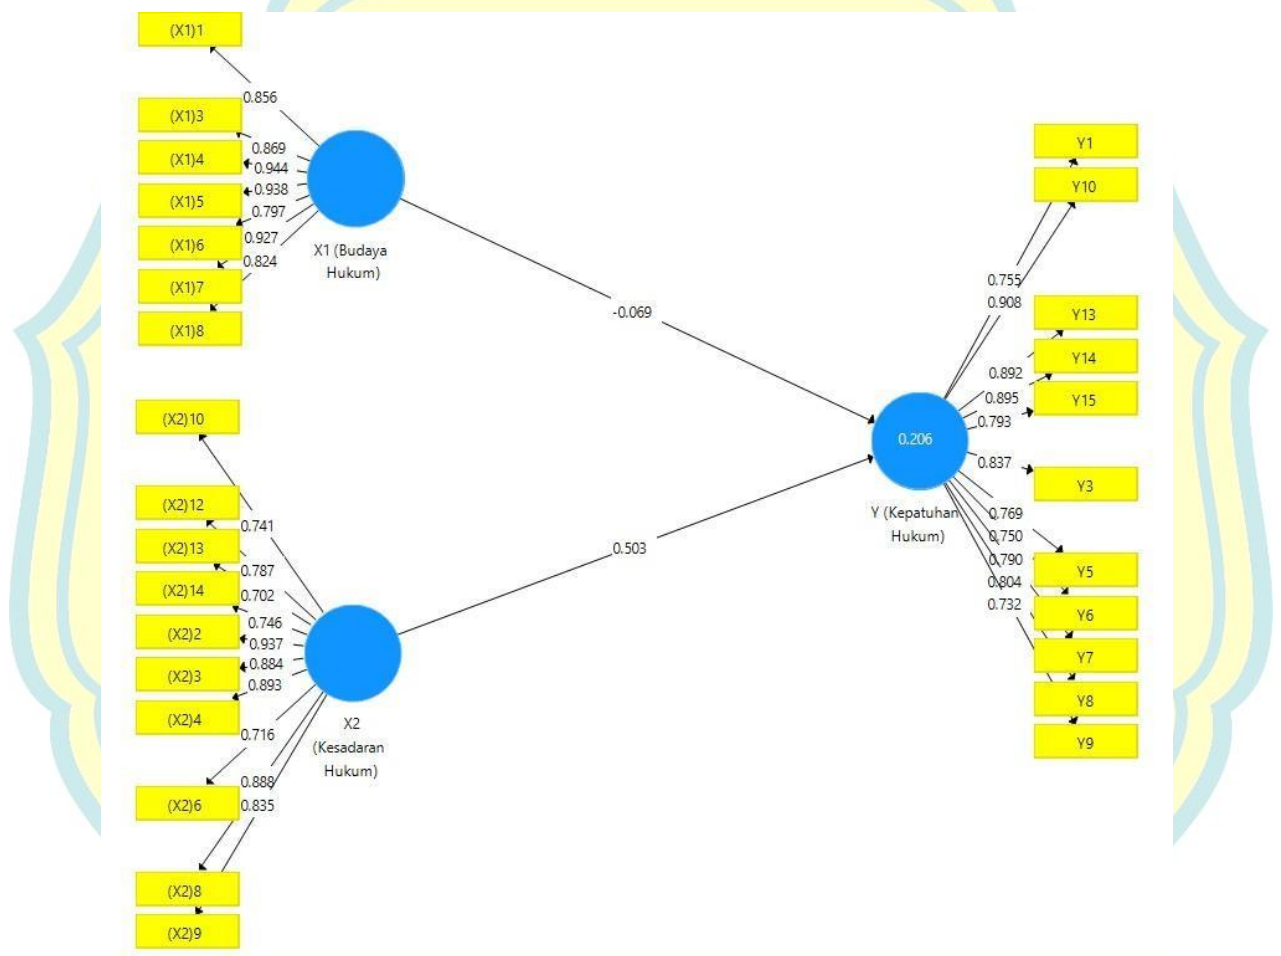 (X1)1
0.856
(X1)3
(X1)4
(X1)5
(X1)6
(X1)7
(X1)8
0.869
0.944
0.938
0.797
0.927
0.824
X1 (Budaya
Hukum)
-0.069
(X2)10
(X2)12
(X2)13
(X2)14
(X2)2
(X2)3
(X2)4
(X2)6
(X2)8
(X2)9
0.741
0.787
0.702
0.746
0.937
0.884
0.893
0.716
0.888
0.835
X2
(Kesadaran
Hukum)
0.503
0.206
Y (Kepatuhan
Hukum)
0.755
0.908
0.892
0.895
0.793
0.837
0.769
0.750
0.790
0.804
0.732
Y1
Y10
Y13
Y14
Y15
Y3
Y5
Y6
Y7
Y8
Y9